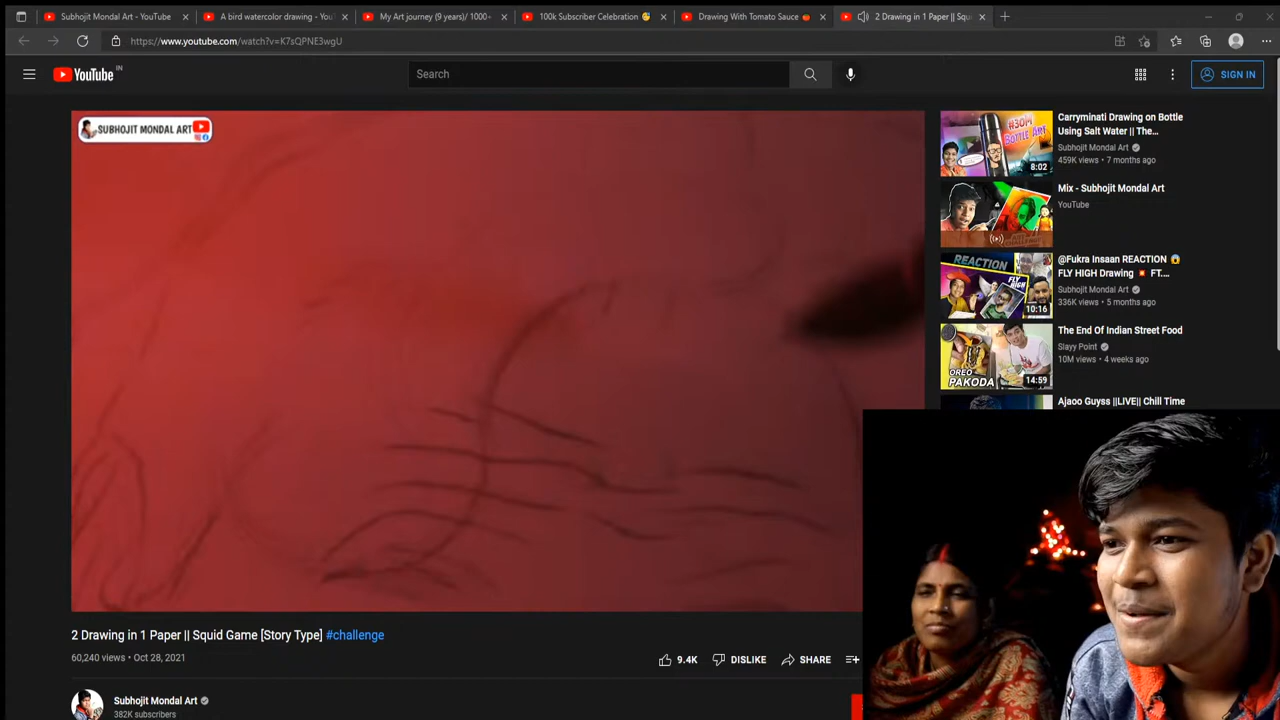 Subhojit Mondal Art - YouTube
A bird watercolor drawing - You
My Art journey (9 years)/ 1000+
100k Subscriber Celebration
Drawing With Tomato Sauce
2 Drawing in 1 Paper || Squ
https://www.youtube.com/watch?v=K7sQPNE3wgU
YouTube IN
Search
SIGN IN
SUBHOJIT MONDAL ART
#30M
BOTTLE ART
8:02
Carryminati Drawing on Bottle
Using Salt Water || The...
Subhojit Mondal Art
459K views • 7 months ago
Mix - Subhojit Mondal Art
YouTube
REACTION
FLY HIGH
10:16
@Fukra Insaan REACTION
FLY HIGH Drawing FT....
Subhojit Mondal Art
336K views • 5 months ago
OREO
PAKODA
14:59
The End Of Indian Street Food
Slayy Point
10M views • 4 weeks ago
Ajaoo Guyss ||LIVE|| Chill Time
2 Drawing in 1 Paper || Squid Game [Story Type] #challenge
60,240 views • Oct 28, 2021
9.4K
DISLIKE
SHARE
Subhojit Mondal Art
382K subscribers